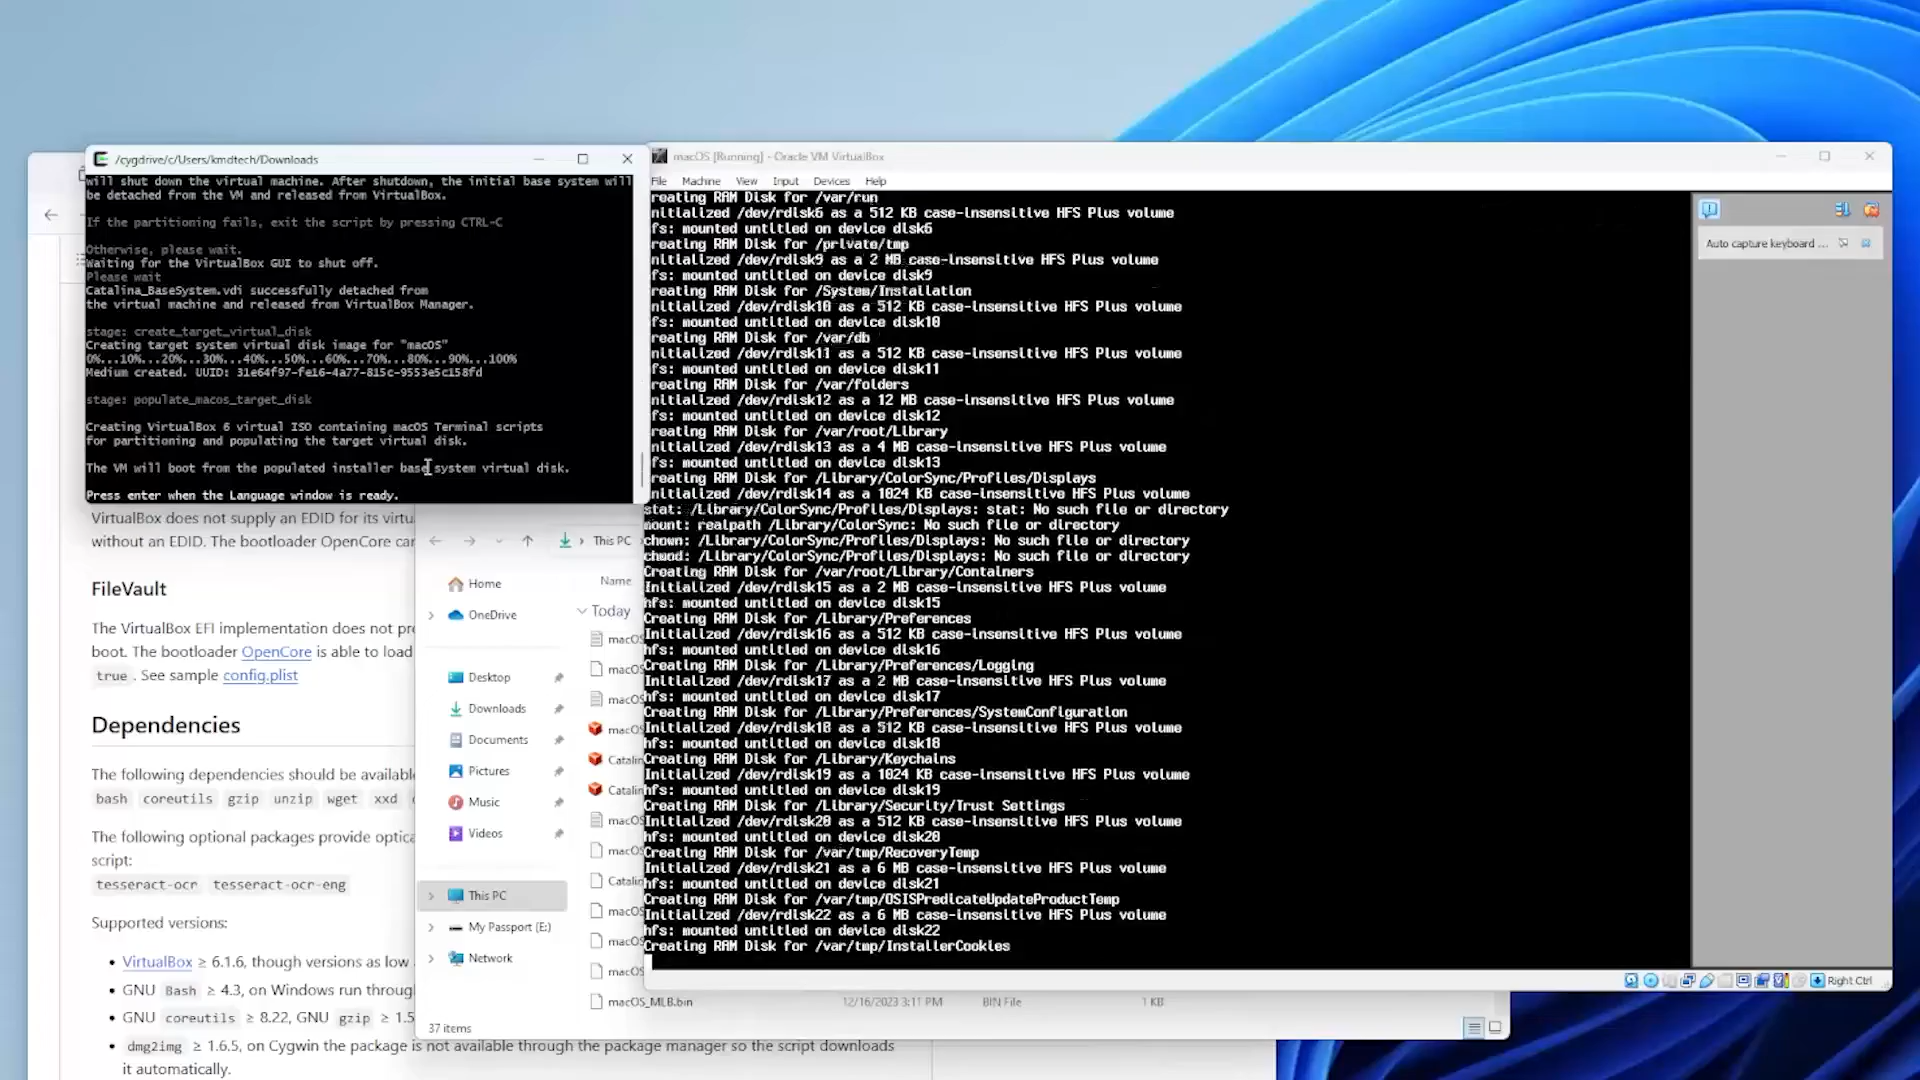 /cygdrive/c/Users/kmdtech/Downloads
will shut down the virtual machine. After shutdown, the initial base system will
be detached from the VM and released from VirtualBox.
If the partitioning fails, exit the script by pressing CTRL-C
Otherwise, please wait.
Waiting for the VirtualBox GUI to shut off.
Please wait
Catalina_BaseSystem.vdi successfully detached from
the virtual machine and released from VirtualBox Manager.
stage: create_target_virtual_disk
Creating target system virtual disk image for "macOS"
0%...10%...20%...30%...40%...50%...60%...70%...80%...90%...100%
Medium created. UUID: 31e64f97-fe16-4a77-815c-9553e5c158fd
stage: populate_macos_target_disk
Creating VirtualBox 6 virtual ISO containing macOS Terminal scripts
for partitioning and populating the target virtual disk.
The VM will boot from the populated installer base system virtual disk.
Press enter when the Language window is ready.
VirtualBox does not supply an EDID for its virtu
without an EDID. The bootloader OpenCore car
FileVault
The VirtualBox EFI implementation does not pr
boot. The bootloader OpenCore is able to load
true . See sample config.plist
Dependencies
The following dependencies should be availabl
bash coreutils gzip unzip wget xxd
The following optional packages provide optica
script:
tesseract-ocr tesseract-ocr-eng
Supported versions:
• VirtualBox ≥ 6.1.6, though versions as low
• GNU Bash ≥ 4.3, on Windows run throug
• GNU coreutils ≥ 8.22, GNU gzip ≥ 1.5
• dmg2img ≥ 1.6.5, on Cygwin the package is not available through the package manager so the script downloads
it automatically.
This PC
Name
Home
Today
OneDrive
macOS
macOS
Desktop
macOS
Downloads
macOS
Documents
Catalin
Pictures
Catalin
Music
macOS
Videos
macOS
Catalin
This PC
macOS
My Passport (E:)
macOS
Network
macOS
macOS_MLB.bin 12/16/2023 3:11 PM BIN File 1 KB
37 items
macOS [Running] - Oracle VM VirtualBox
File Machine View Input Devices Help
reating RAM Disk for /var/run
nitialized /dev/rdisk6 as a 512 KB case-insensitive HFS Plus volume
fs: mounted untitled on device disk6
reating RAM Disk for /private/tmp
nitialized /dev/rdisk9 as a 2 MB case-insensitive HFS Plus volume
fs: mounted untitled on device disk9
reating RAM Disk for /System/Installation
nitialized /dev/rdisk10 as a 512 KB case-insensitive HFS Plus volume
fs: mounted untitled on device disk10
reating RAM Disk for /var/db
nitialized /dev/rdisk11 as a 512 KB case-insensitive HFS Plus volume
fs: mounted untitled on device disk11
reating RAM Disk for /var/folders
nitialized /dev/rdisk12 as a 12 MB case-insensitive HFS Plus volume
fs: mounted untitled on device disk12
reating RAM Disk for /var/root/Library
nitialized /dev/rdisk13 as a 4 MB case-insensitive HFS Plus volume
fs: mounted untitled on device disk13
reating RAM Disk for /Library/ColorSync/Profiles/Displays
nitialized /dev/rdisk14 as a 1024 KB case-insensitive HFS Plus volume
stat: /Library/ColorSync/Profiles/Displays: stat: No such file or directory
mount: realpath /Library/ColorSync: No such file or directory
chown: /Library/ColorSync/Profiles/Displays: No such file or directory
chmod: /Library/ColorSync/Profiles/Displays: No such file or directory
Creating RAM Disk for /var/root/Library/Containers
Initialized /dev/rdisk15 as a 2 MB case-insensitive HFS Plus volume
hfs: mounted untitled on device disk15
Creating RAM Disk for /Library/Preferences
Initialized /dev/rdisk16 as a 512 KB case-insensitive HFS Plus volume
hfs: mounted untitled on device disk16
Creating RAM Disk for /Library/Preferences/Logging
Initialized /dev/rdisk17 as a 2 MB case-insensitive HFS Plus volume
hfs: mounted untitled on device disk17
Creating RAM Disk for /Library/Preferences/SystemConfiguration
Initialized /dev/rdisk18 as a 512 KB case-insensitive HFS Plus volume
hfs: mounted untitled on device disk18
Creating RAM Disk for /Library/Keychains
Initialized /dev/rdisk19 as a 1024 KB case-insensitive HFS Plus volume
hfs: mounted untitled on device disk19
Creating RAM Disk for /Library/Security/Trust Settings
Initialized /dev/rdisk20 as a 512 KB case-insensitive HFS Plus volume
hfs: mounted untitled on device disk20
Creating RAM Disk for /var/tmp/RecoveryTemp
Initialized /dev/rdisk21 as a 6 MB case-insensitive HFS Plus volume
hfs: mounted untitled on device disk21
Creating RAM Disk for /var/tmp/OSISPredicateUpdateProductTemp
Initialized /dev/rdisk22 as a 6 MB case-insensitive HFS Plus volume
hfs: mounted untitled on device disk22
Creating RAM Disk for /var/tmp/InstallerCookies
Auto capture keyboard ...
Right Ctrl